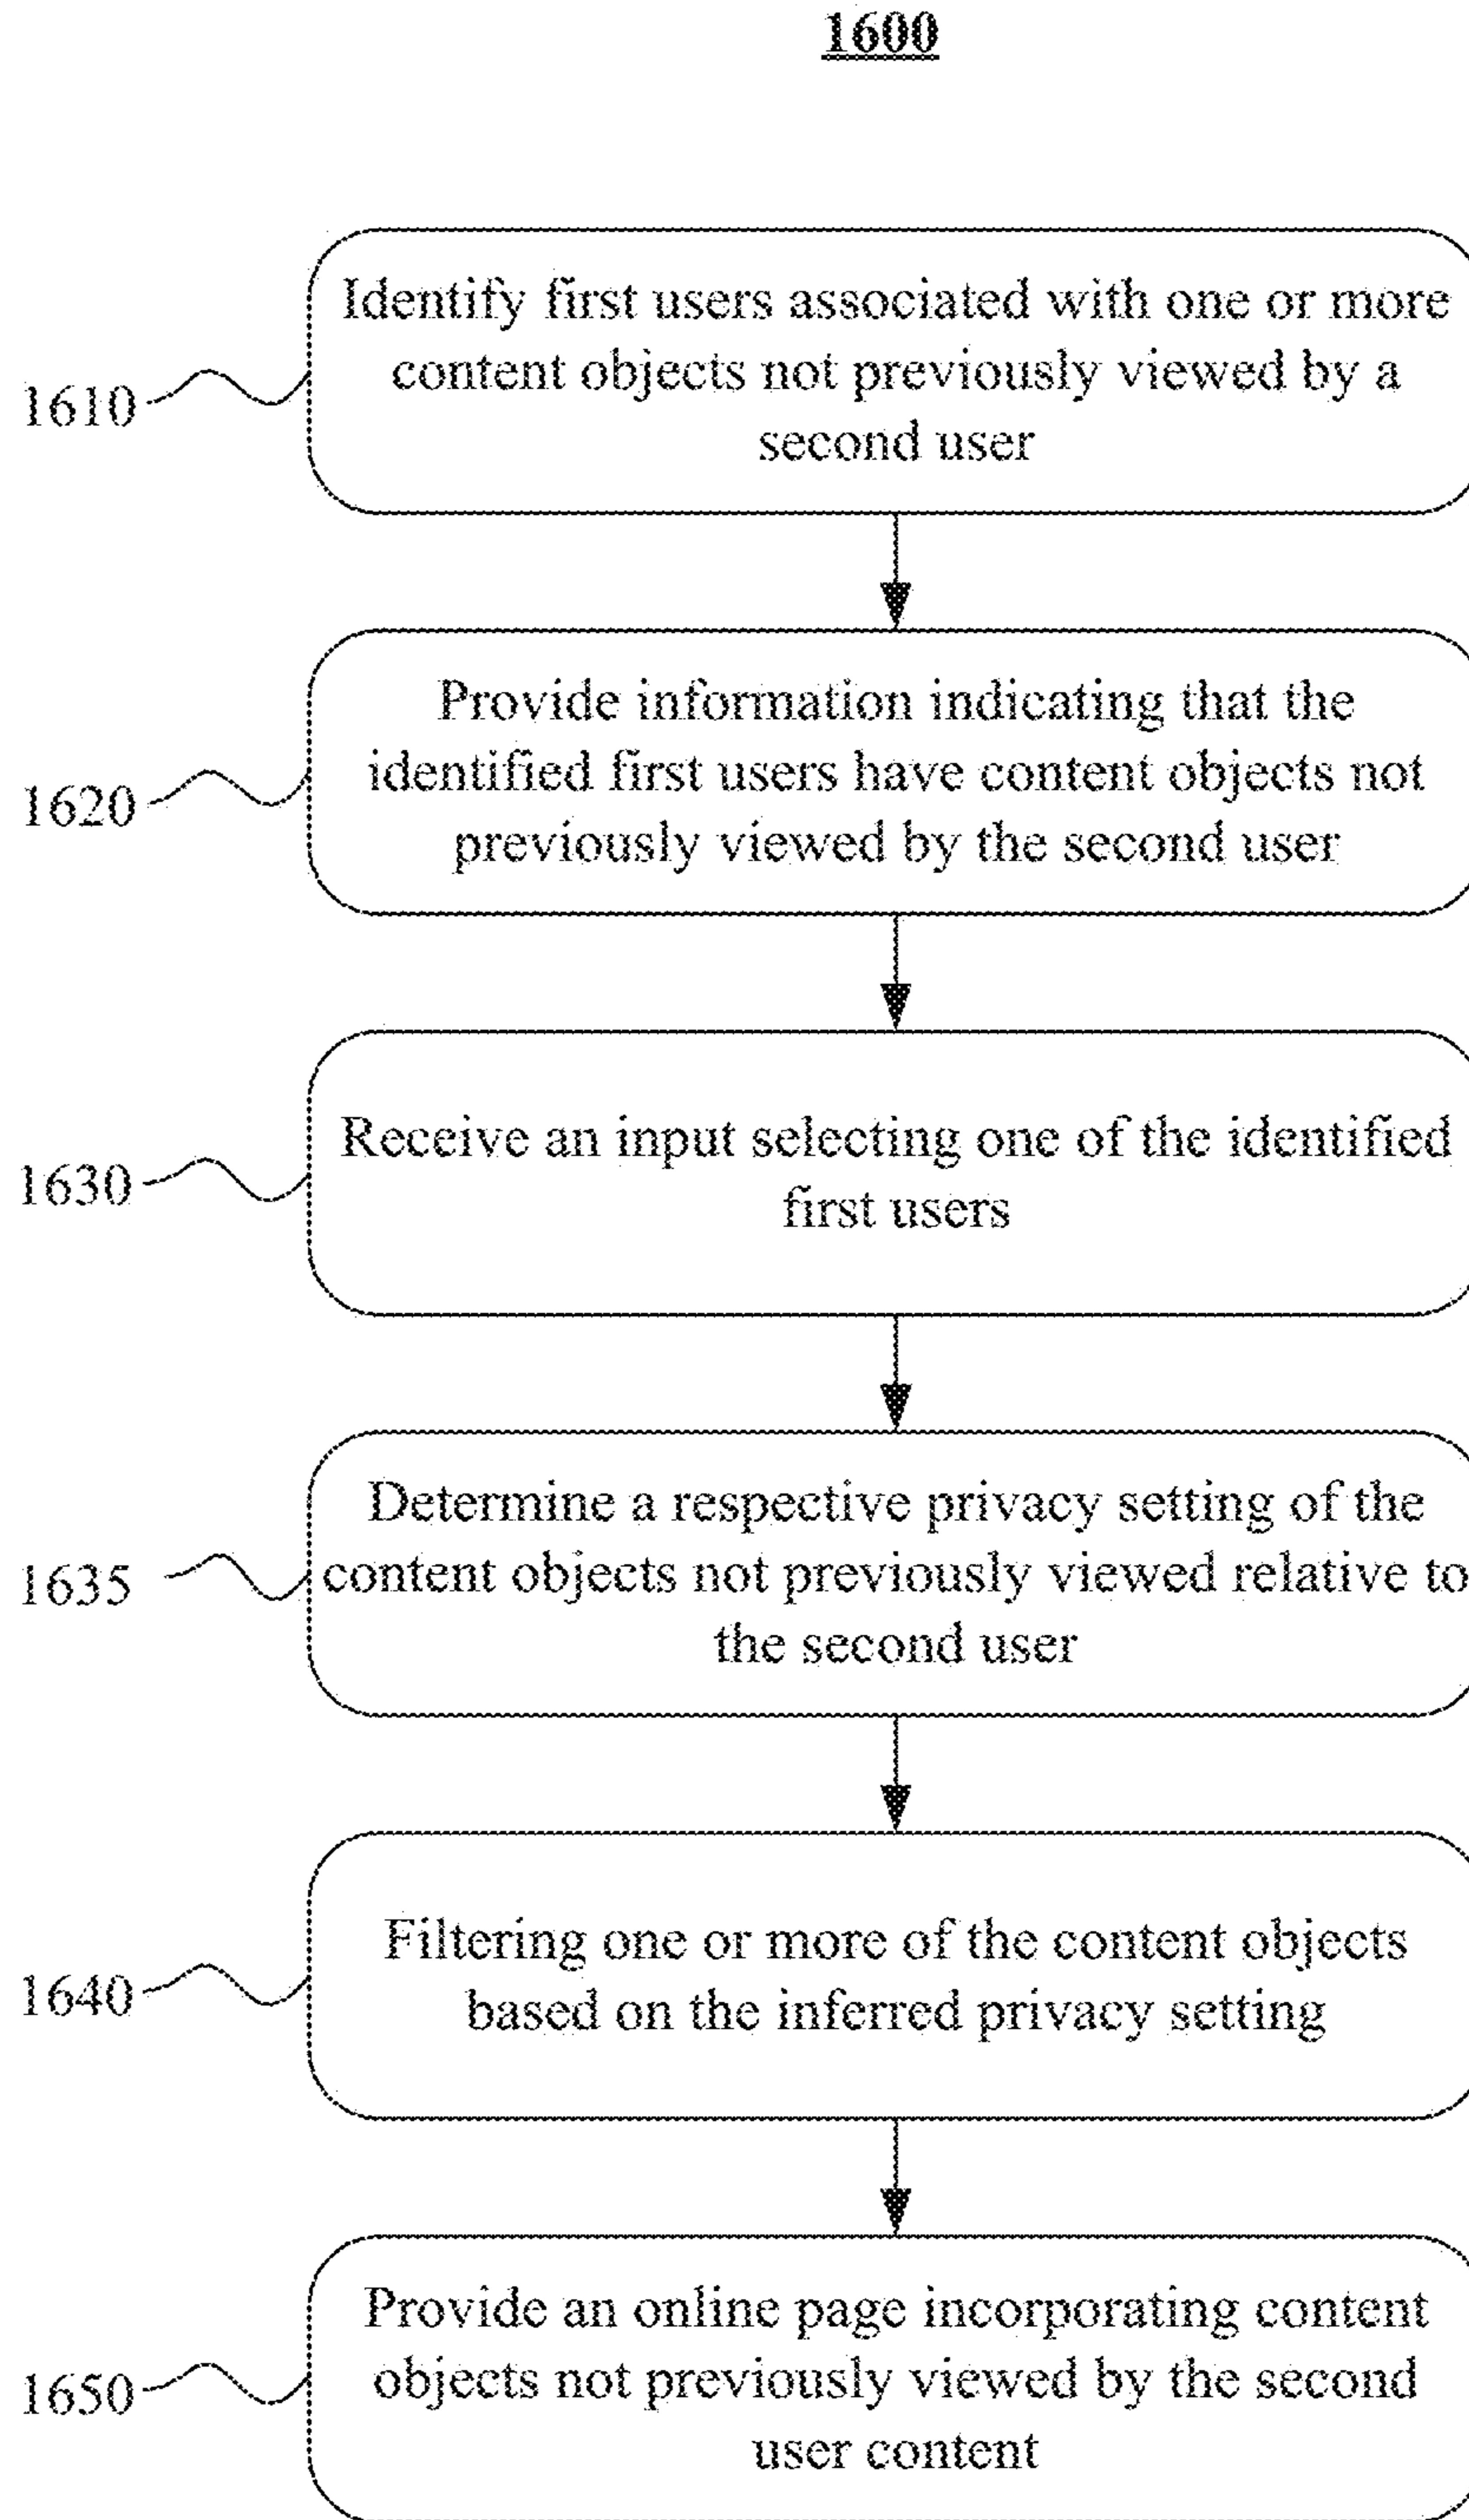 1600
Identify first users associated with one or more
content objects not previously viewed by a
second user
1610
Provide information indicating that the
identified first users have content objects not
previously viewed by the second user
1620
Receive an input selecting one of the identified
first users
1630
Determine a respective privacy setting of the
content objects not previously viewed relative to
the second user
1635
Filtering one or more of the content objects
based on the inferred privacy setting
1640
Provide an online page incorporating content
objects not previously viewed by the second
user content
1650